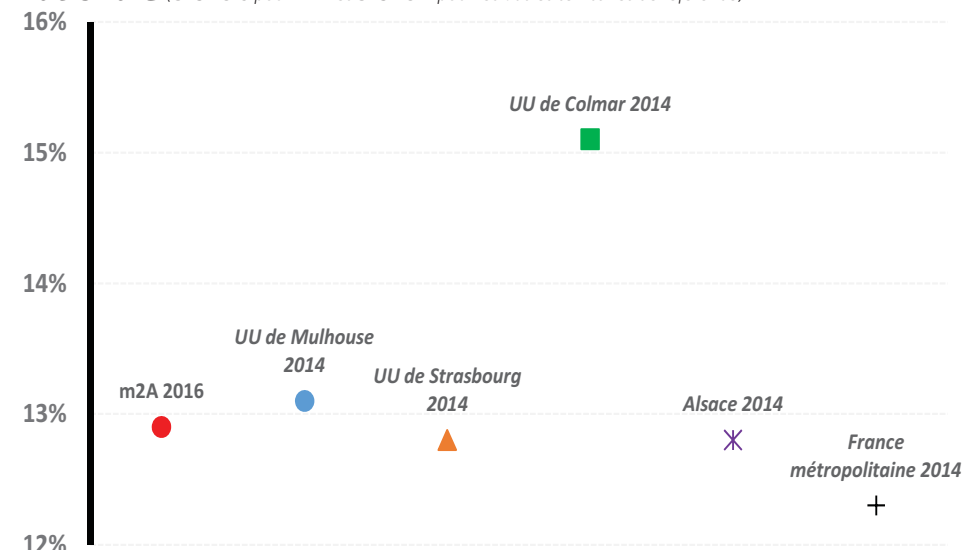 16%
UU de Colmar 2014
15%
14%
UU de Mulhouse
2014
UU de Strasbourg
2014
m2A 2016
Alsace 2014
13%
France
métropolitaine 2014
12%